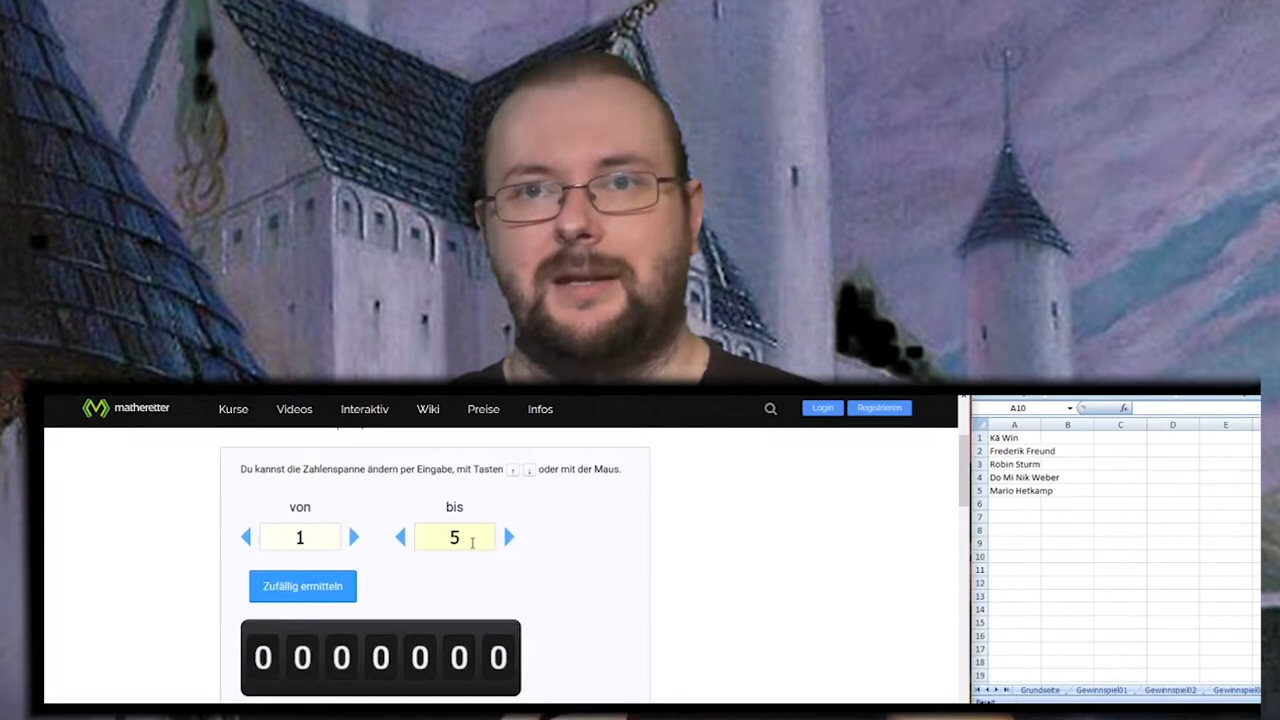 matheretter
Kurse Videos Interaktiv Wiki Preise Infos
Login Registrieren
Du kannst die Zahlenspanne ändern per Eingabe, mit Tasten ↑ ↓ oder mit der Maus.
von bis
1 5
Zufällig ermitteln
0 0 0 0 0 0 0
A10 fx
A B C D E
1 Kä Win
2 Frederik Freund
3 Robin Sturm
4 Do Mi Nik Weber
5 Mario Hetkamp
6
7
8
9
10
11
12
13
14
15
16
17
18
19
Grundseite Gewinnspiel01 Gewinnspiel02
Bereit